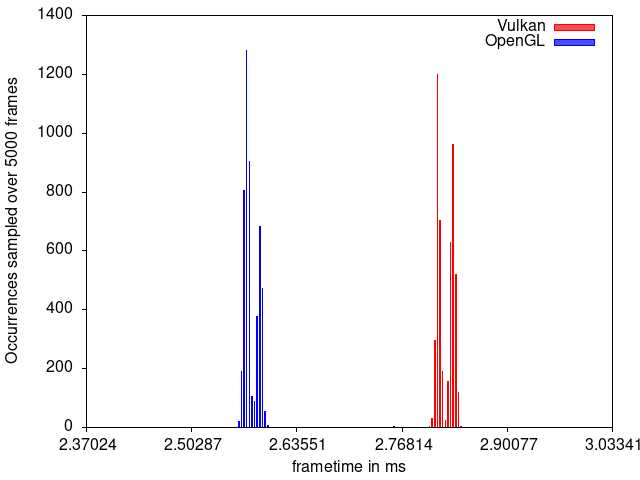 1400
1200
1000
800
600
400
200
0
Occurrences sampled over 5000 frames
Vulkan
OpenGL
2.37024 2.50287 2.63551 2.76814 2.90077 3.03341
frametime in ms